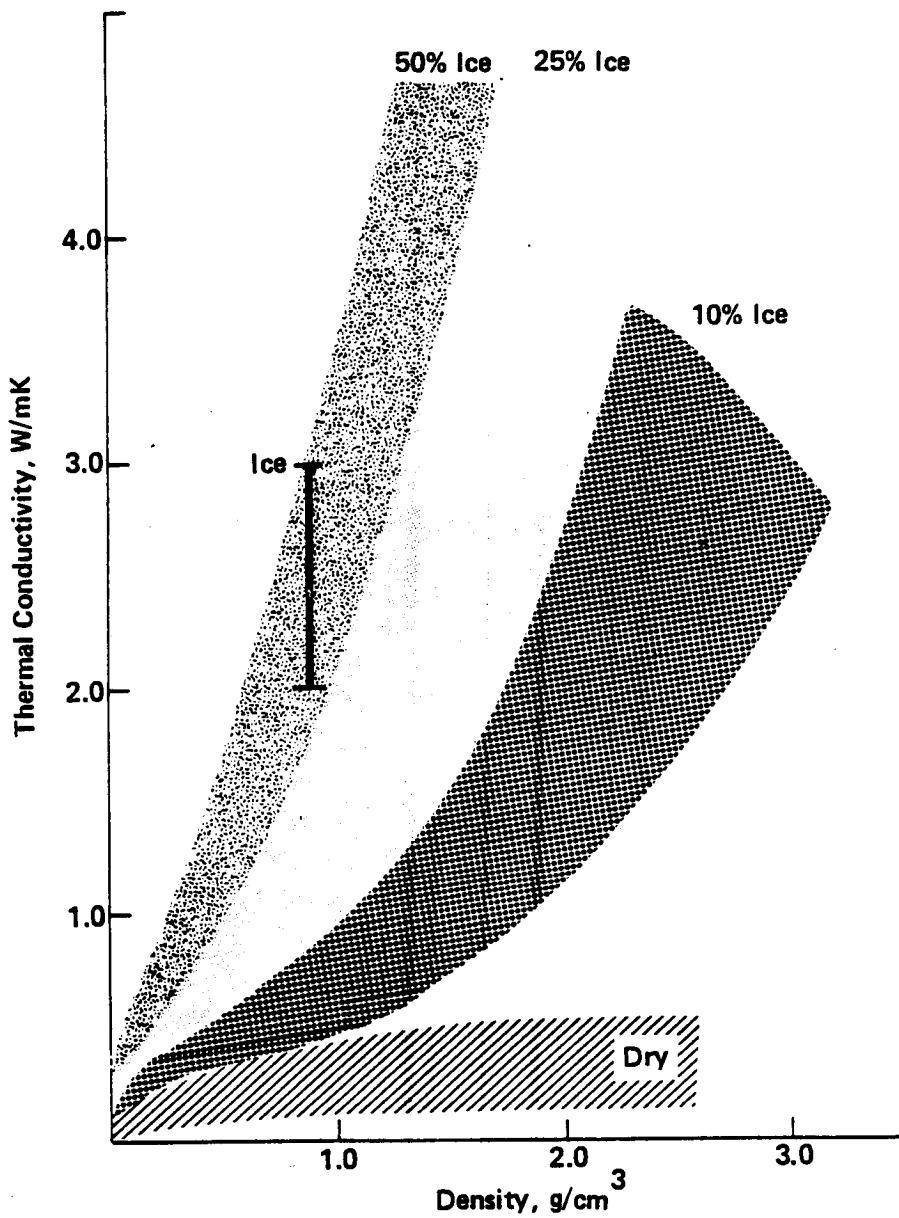 50% Ice
25% Ice
4.0
10% Ice
Thermal Conductivity, W/mK
Ice
3.0
2.0
1.0
Dry
1.0
2.0
3.0
Density, g/cm³